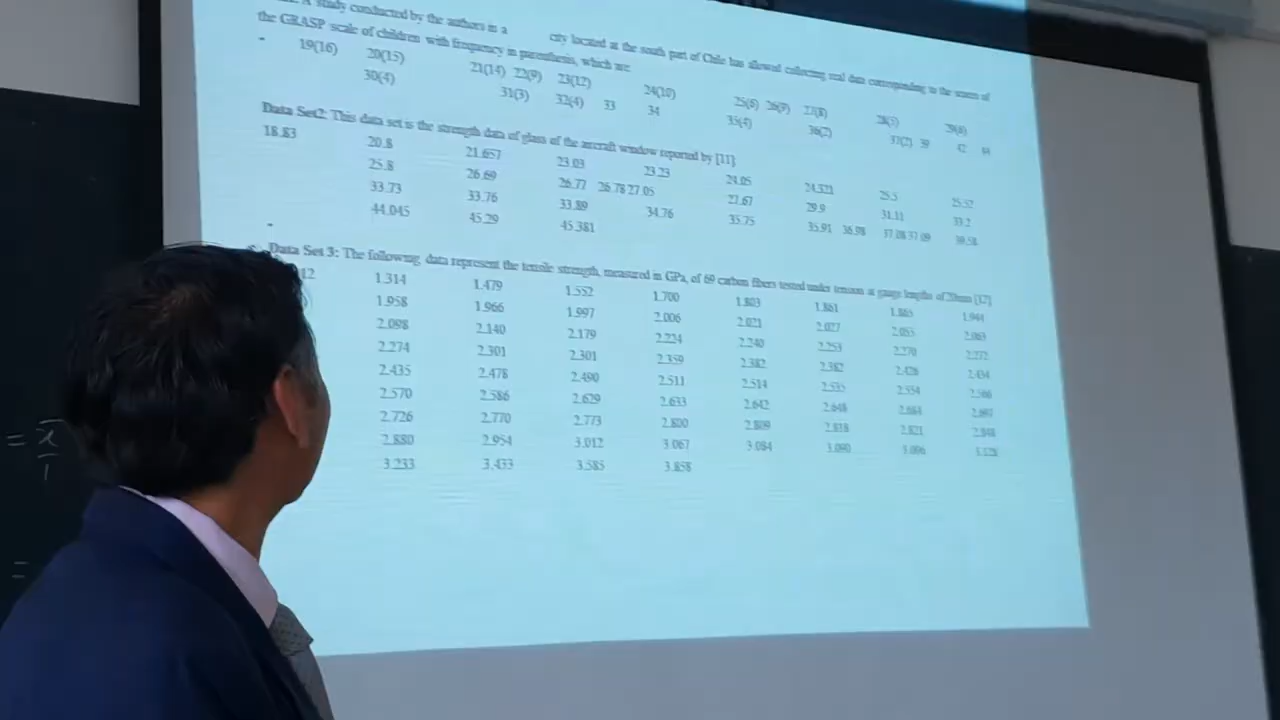 A study conducted by the authors in a city located at the south part of Chile has allowed collecting real data corresponding to the scores of
the GRASP scale of children with frequency in parenthesis, which are
19(16) 20(15) 21(14) 22(9) 23(12) 24(10) 25(6) 26(9) 27(8) 28(5) 29(6)
30(4) 31(3) 32(4) 33 34 35(4) 36(2) 37(2) 39 42 44
Data Set2: This data set is the strength data of glass of the aircraft window reported by [11]
18.83 20.8 21.657 23.03 23.23 24.05 24.321 25.5 25.52
25.8 26.69 26.77 26.78 27.05 27.67 29.9 31.11 33.2
33.73 33.76 33.89 34.76 35.75 35.91 36.98 37.08 37.09 39.58
44.045 45.29 45.381
Data Set 3: The following data represent the tensile strength, measured in GPa, of 69 carbon fibers tested under tension at gauge lengths of 20mm [12]
12 1.314 1.479 1.552 1.700 1.803 1.861 1.865 1.944
1.958 1.966 1.997 2.006 2.021 2.027 2.055 2.063
2.098 2.140 2.179 2.224 2.240 2.253 2.270 2.272
2.274 2.301 2.301 2.359 2.382 2.382 2.426 2.434
2.435 2.478 2.490 2.511 2.514 2.535 2.554 2.566
2.570 2.586 2.629 2.633 2.642 2.648 2.684 2.697
2.726 2.770 2.773 2.800 2.809 2.818 2.821 2.848
2.880 2.954 3.012 3.067 3.084 3.090 3.096 3.128
3.233 3.433 3.585 3.858